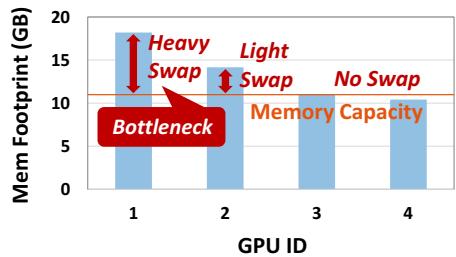 Mem Footprint (GB)
20
15
10
5
0
Heavy
Swap
Light
Swap
No Swap
Memory Capacity
Bottleneck
1 2 3 4
GPU ID